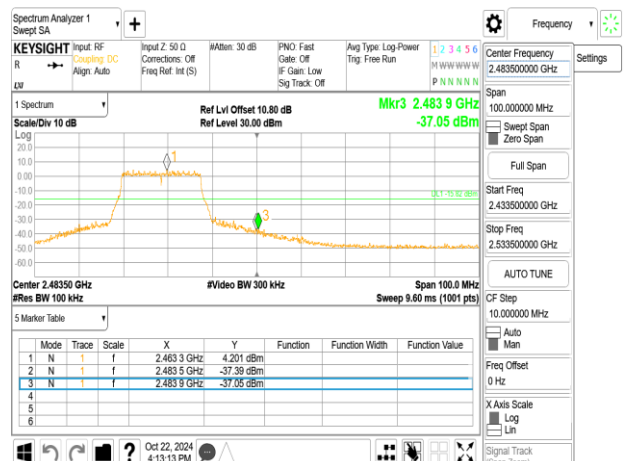 Spectrum Analyzer 1
Swept SA
+
Frequency
KEYSIGHT
R
Input: RF
Coupling: DC
Align: Auto
Input Z: 50 Ω
Corrections: Off
Freq Ref: Int (S)
#Atten: 30 dB
PNO: Fast
Gate: Off
IF Gain: Low
Sig Track: Off
Avg Type: Log-Power
Trig: Free Run
1 2 3 4 5 6
M W W W W W
P N N N N N
1 Spectrum
Scale/Div 10 dB
Ref Lvl Offset 10.80 dB
Ref Level 30.00 dBm
Mkr3 2.483 9 GHz
-37.05 dBm
Log
20.0
10.0
0.00
-10.0
-20.0
-30.0
-40.0
-50.0
-60.0
1
3
Center 2.48350 GHz
#Res BW 100 kHz
#Video BW 300 kHz
Span 100.0 MHz
Sweep 9.60 ms (1001 pts)
5 Marker Table
Mode Trace Scale X Y Function Function Width Function Value
1 N 1 f 2.463 3 GHz 4.201 dBm
2 N 1 f 2.483 5 GHz -37.39 dBm
3 N 1 f 2.483 9 GHz -37.05 dBm
4
5
6
?
Oct 22, 2024
4:13:13 PM
Center Frequency
2.483500000 GHz
Settings
Span
100.000000 MHz
Swept Span
Zero Span
Full Span
Start Freq
2.433500000 GHz
Stop Freq
2.533500000 GHz
AUTO TUNE
CF Step
10.000000 MHz
Auto
Man
Freq Offset
0 Hz
X Axis Scale
Log
Lin
Signal Track